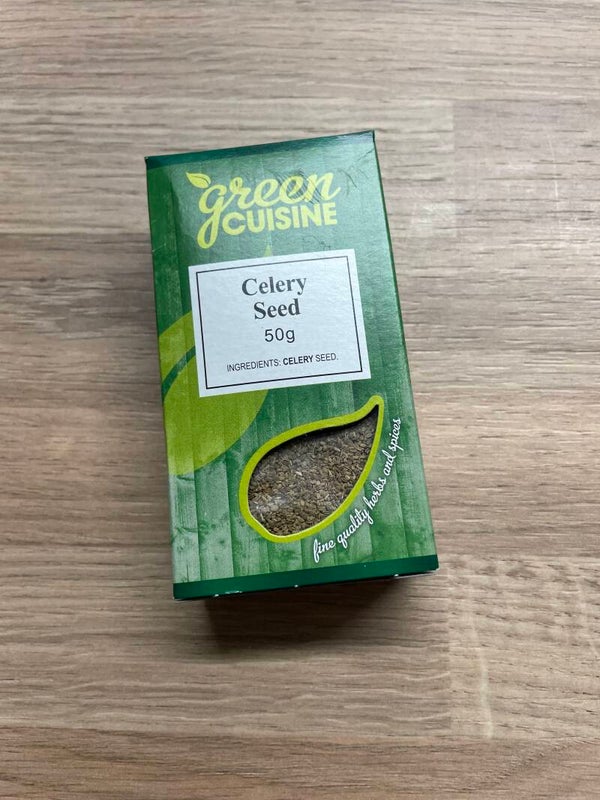 green
CUISINE
Celery
Seed
50g
INGREDIENTS: CELERY SEED.
fine quality herbs and spices